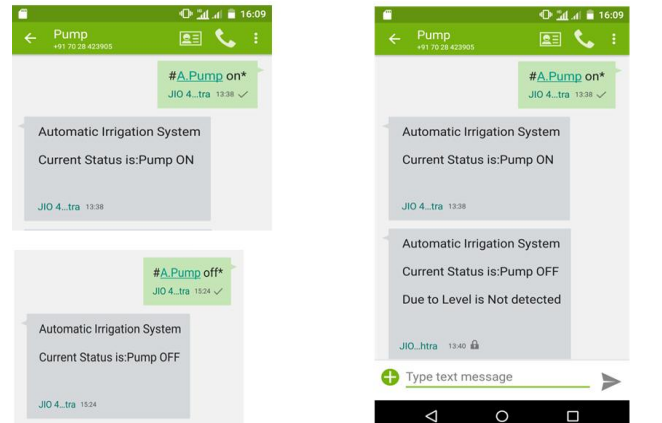 16:09
Pump
+91 70 28 423905
#A.Pump on*
JIO 4...tra 13:38
Automatic Irrigation System
Current Status is:Pump ON
JIO 4...tra 13:38
#A.Pump off*
JIO 4...tra 15:24
Automatic Irrigation System
Current Status is:Pump OFF
JIO 4...tra 15:24
16:09
Pump
+91 70 28 423905
#A.Pump on*
JIO 4...tra 13:38
Automatic Irrigation System
Current Status is:Pump ON
JIO 4...tra 13:38
Automatic Irrigation System
Current Status is:Pump OFF
Due to Level is Not detected
JIO...htra 13:40
Type text message